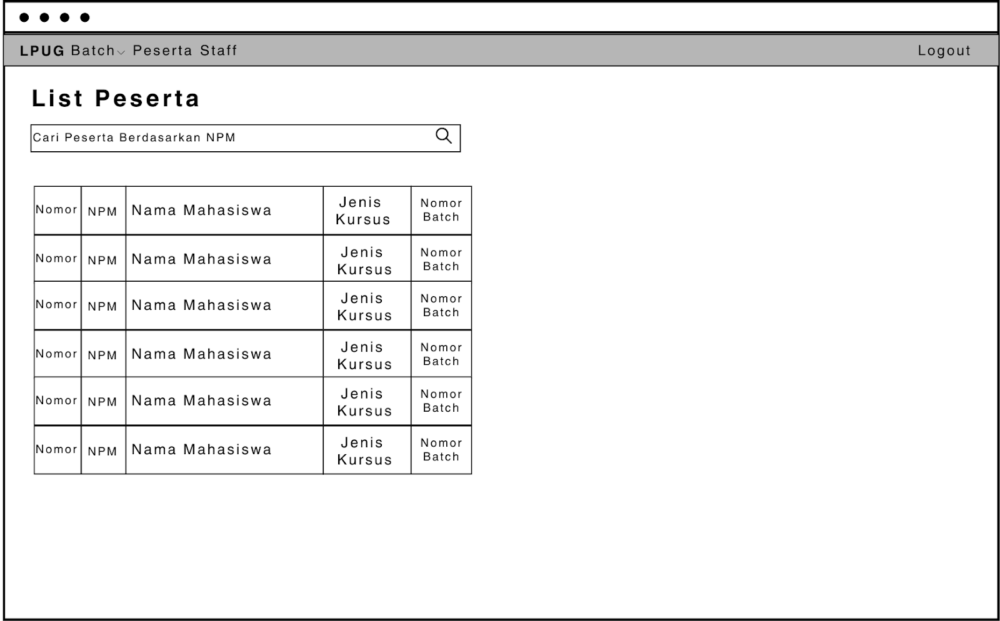 LPUG Batch Peserta Staff Logout
List Peserta
Cari Peserta Berdasarkan NPM
Nomor NPM Nama Mahasiswa Jenis Kursus Nomor Batch
Nomor NPM Nama Mahasiswa Jenis Kursus Nomor Batch
Nomor NPM Nama Mahasiswa Jenis Kursus Nomor Batch
Nomor NPM Nama Mahasiswa Jenis Kursus Nomor Batch
Nomor NPM Nama Mahasiswa Jenis Kursus Nomor Batch
Nomor NPM Nama Mahasiswa Jenis Kursus Nomor Batch